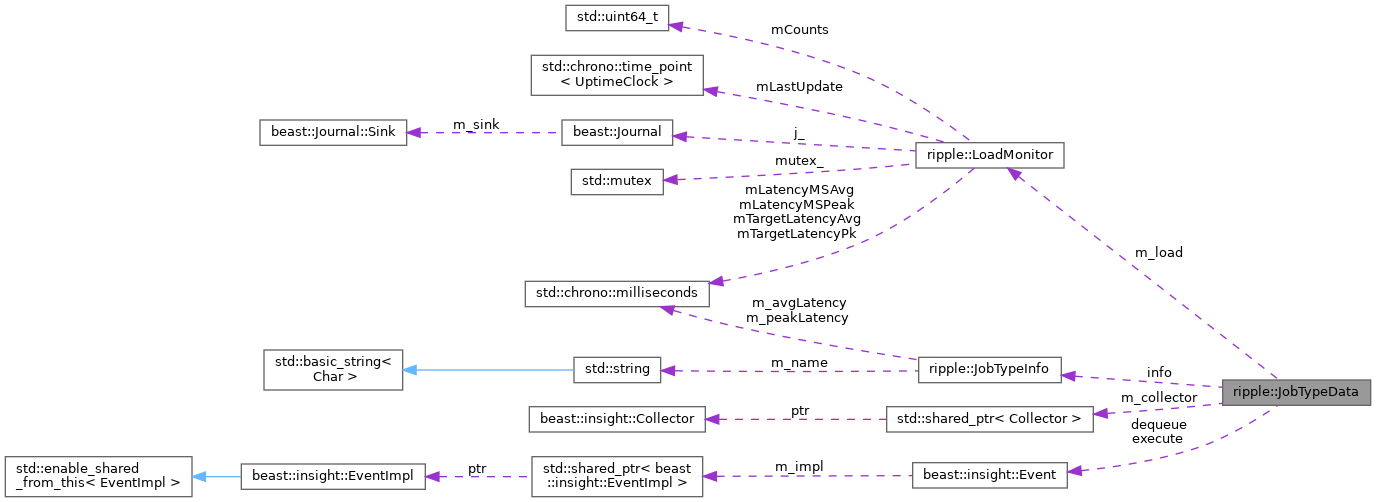 std::uint64_t
mCounts
std::chrono::time_point
< UptimeClock >
mLastUpdate
beast::Journal::Sink
m_sink
beast::Journal
j_
ripple::LoadMonitor
mutex_
std::mutex
mLatencyMSAvg
mLatencyMSPeak
mTargetLatencyAvg
mTargetLatencyPk
m_load
std::chrono::milliseconds
m_avgLatency
m_peakLatency
std::basic_string<
Char >
std::string
m_name
ripple::JobTypeInfo
info
ripple::JobTypeData
m_collector
beast::insight::Collector
ptr
std::shared_ptr< Collector >
dequeue
execute
std::enable_shared
_from_this< EventImpl >
beast::insight::EventImpl
ptr
std::shared_ptr< beast
::insight::EventImpl >
m_impl
beast::insight::Event